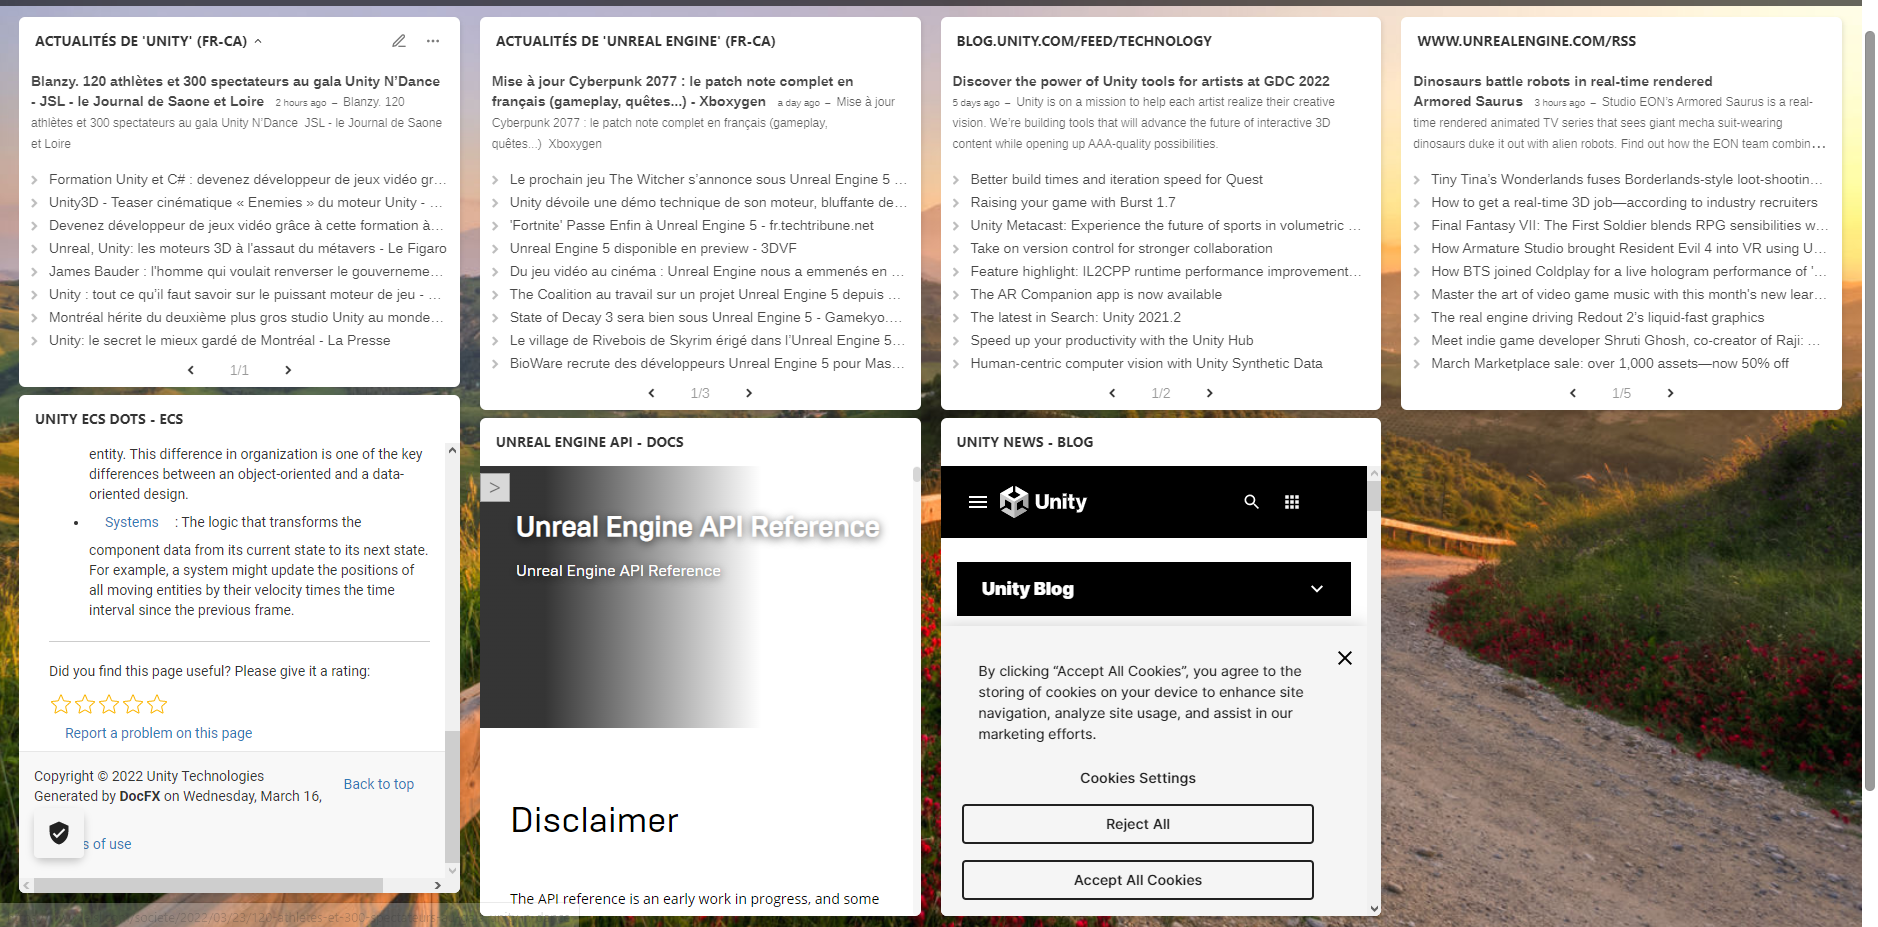 ACTUALITÉS DE 'UNITY' (FR-CA)
Blanzy. 120 athlètes et 300 spectateurs au gala Unity N'Dance
- JSL - le Journal de Saone et Loire 2 hours ago – Blanzy. 120
athlètes et 300 spectateurs au gala Unity N'Dance JSL - le Journal de Saone
et Loire
Formation Unity et C# : devenez développeur de jeux vidéo gr...
Unity3D - Teaser cinématique « Enemies » du moteur Unity - ...
Devenez développeur de jeux vidéo grâce à cette formation à...
Unreal, Unity: les moteurs 3D à l'assaut du métavers - Le Figaro
James Bauder : l'homme qui voulait renverser le gouverneme...
Unity : tout ce qu'il faut savoir sur le puissant moteur de jeu - ...
Montréal hérite du deuxième plus gros studio Unity au monde...
Unity: le secret le mieux gardé de Montréal - La Presse
1/1
ACTUALITÉS DE 'UNREAL ENGINE' (FR-CA)
Mise à jour Cyberpunk 2077 : le patch note complet en
français (gameplay, quêtes...) - Xboxygen a day ago – Mise à jour
Cyberpunk 2077 : le patch note complet en français (gameplay,
quêtes...) Xboxygen
Le prochain jeu The Witcher s'annonce sous Unreal Engine 5 ...
Unity dévoile une démo technique de son moteur, bluffante de...
'Fortnite' Passe Enfin à Unreal Engine 5 - fr.techtribune.net
Unreal Engine 5 disponible en preview - 3DVF
Du jeu vidéo au cinéma : Unreal Engine nous a emmenés en ...
The Coalition au travail sur un projet Unreal Engine 5 depuis ...
State of Decay 3 sera bien sous Unreal Engine 5 - Gamekyo....
Le village de Rivebois de Skyrim érigé dans l'Unreal Engine 5...
BioWare recrute des développeurs Unreal Engine 5 pour Mas...
1/3
BLOG.UNITY.COM/FEED/TECHNOLOGY
Discover the power of Unity tools for artists at GDC 2022
5 days ago – Unity is on a mission to help each artist realize their creative
vision. We're building tools that will advance the future of interactive 3D
content while opening up AAA-quality possibilities.
Better build times and iteration speed for Quest
Raising your game with Burst 1.7
Unity Metacast: Experience the future of sports in volumetric ...
Take on version control for stronger collaboration
Feature highlight: IL2CPP runtime performance improvement...
The AR Companion app is now available
The latest in Search: Unity 2021.2
Speed up your productivity with the Unity Hub
Human-centric computer vision with Unity Synthetic Data
1/2
WWW.UNREALENGINE.COM/RSS
Dinosaurs battle robots in real-time rendered
Armored Saurus 3 hours ago – Studio EON's Armored Saurus is a real-
time rendered animated TV series that sees giant mecha suit-wearing
dinosaurs duke it out with alien robots. Find out how the EON team combin...
Tiny Tina's Wonderlands fuses Borderlands-style loot-shootin...
How to get a real-time 3D job—according to industry recruiters
Final Fantasy VII: The First Soldier blends RPG sensibilities w...
How Armature Studio brought Resident Evil 4 into VR using U...
How BTS joined Coldplay for a live hologram performance of '...
Master the art of video game music with this month's new lear...
The real engine driving Redout 2's liquid-fast graphics
Meet indie game developer Shruti Ghosh, co-creator of Raji: ...
March Marketplace sale: over 1,000 assets—now 50% off
1/5
UNITY ECS DOTS - ECS
entity. This difference in organization is one of the key
differences between an object-oriented and a data-
oriented design.
• Systems : The logic that transforms the
component data from its current state to its next state.
For example, a system might update the positions of
all moving entities by their velocity times the time
interval since the previous frame.
Did you find this page useful? Please give it a rating:
Report a problem on this page
Copyright © 2022 Unity Technologies
Generated by DocFX on Wednesday, March 16,
Back to top
s of use
UNREAL ENGINE API - DOCS
>
Unreal Engine API Reference
Unreal Engine API Reference
Disclaimer
The API reference is an early work in progress, and some
UNITY NEWS - BLOG
Unity
Unity Blog
By clicking “Accept All Cookies”, you agree to the
storing of cookies on your device to enhance site
navigation, analyze site usage, and assist in our
marketing efforts.
Cookies Settings
Reject All
Accept All Cookies